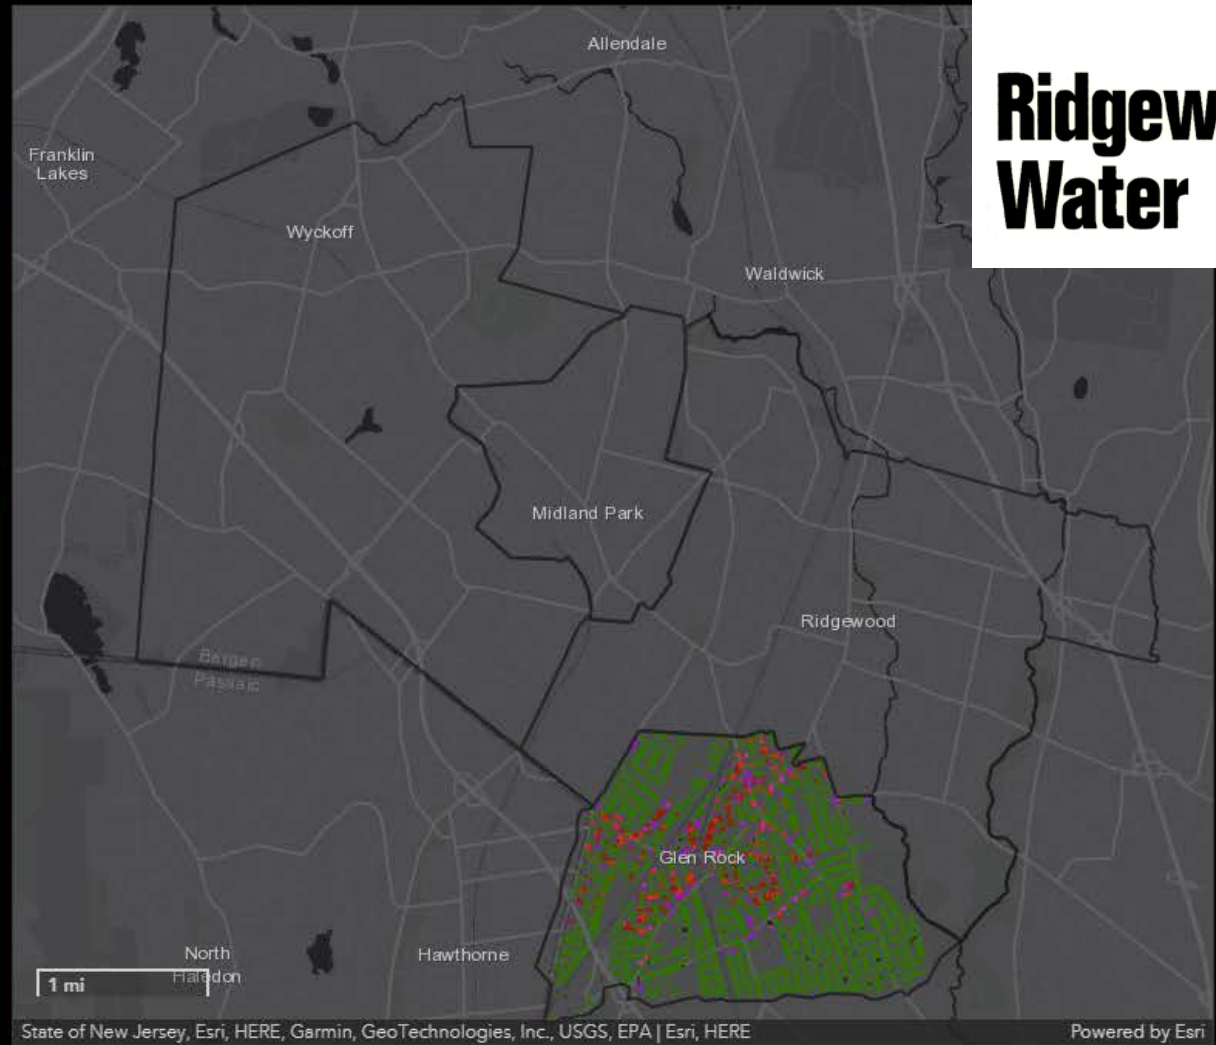 Allendale
Ridgew
Water
Franklin
Lakes
Wyckoff
Waldwick
Midland Park
Ridgewood
Bergen
Passaic
Glen Rock
North
Haledon
Hawthorne
1 mi
State of New Jersey, Esri, HERE, Garmin, GeoTechnologies, Inc., USGS, EPA | Esri, HERE
Powered by Esri